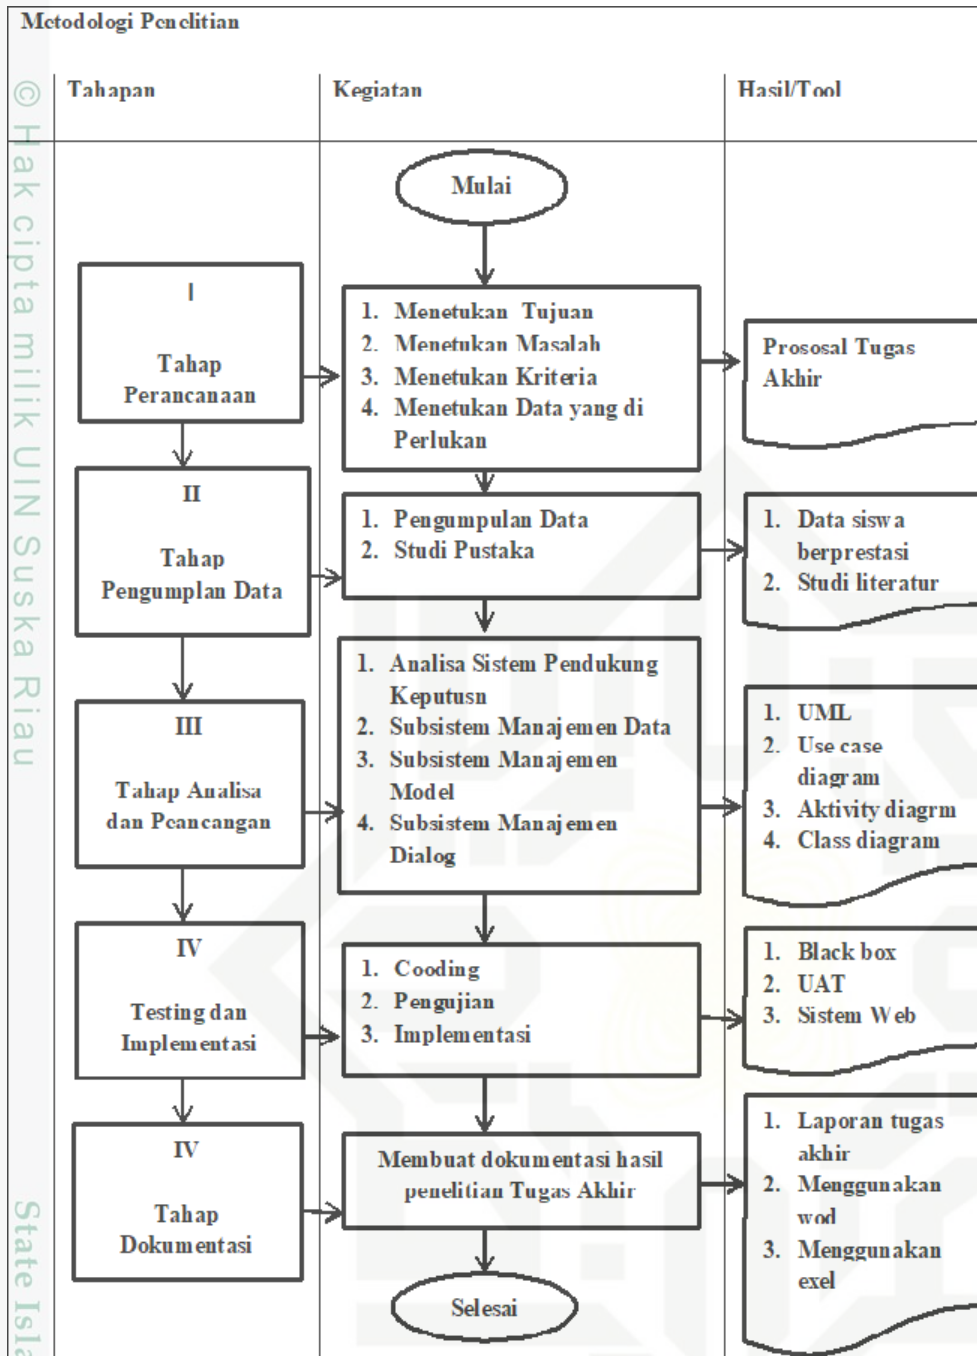 Metodologi Penelitian
Tahapan
Kegiatan
Hasil/Tool
Mulai
I
Tahap
Perancanaan
1. Menetukan Tujuan
2. Menetukan Masalah
3. Menetukan Kriteria
4. Menetukan Data yang di
Perlukan
Prososal Tugas
Akhir
II
Tahap
Pengumplan Data
1. Pengumpulan Data
2. Studi Pustaka
1. Data siswa
berprestasi
2. Studi literatur
III
Tahap Analisa
dan Peancangan
1. Analisa Sistem Pendukung
Keputusn
2. Subsistem Manajemen Data
3. Subsistem Manajemen
Model
4. Subsistem Manajemen
Dialog
1. UML
2. Use case
diagram
3. Aktivity diagrm
4. Class diagram
IV
Testing dan
Implementasi
1. Cooding
2. Pengujian
3. Implementasi
1. Black box
2. UAT
3. Sistem Web
IV
Tahap
Dokumentasi
Membuat dokumentasi hasil
penelitian Tugas Akhir
1. Laporan tugas
akhir
2. Menggunakan
wod
3. Menggunakan
exel
Selesai
© Hak cipta milik UIN Suska Riau
State Isla